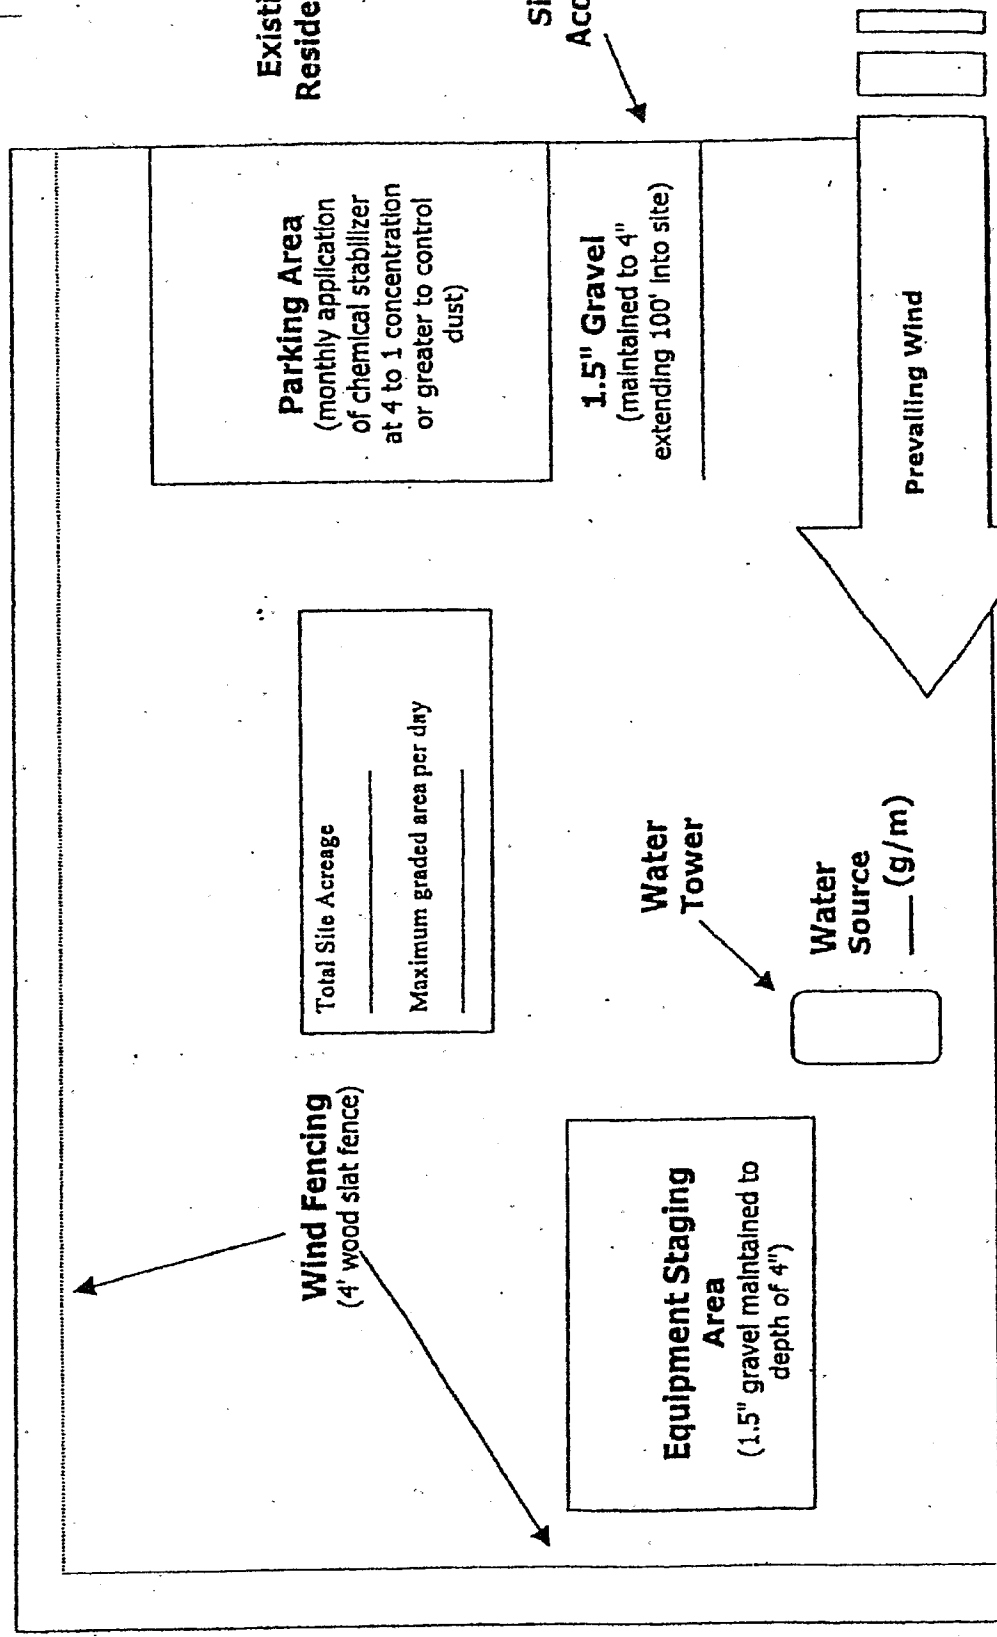 Existi
Reside
Si
Acc
Parking Area
(monthly application
of chemical stabilizer
at 4 to 1 concentration
or greater to control
dust)
1.5" Gravel
(maintained to 4"
extending 100' into site)
Prevailing Wind
Total Site Acreage
Maximum graded area per day
Wind Fencing
(4' wood slat fence)
Water
Tower
Water
Source
(g/m)
Equipment Staging
Area
(1.5" gravel maintained to
depth of 4")